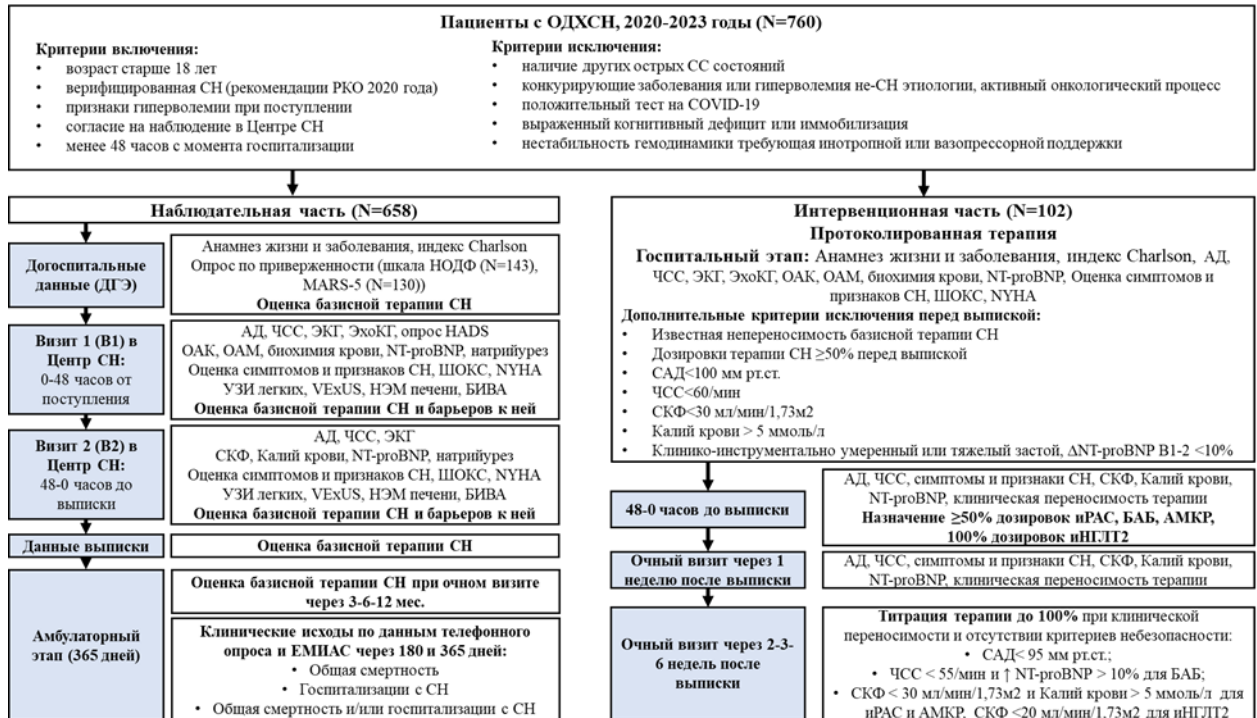 Пациенты с ОДХСН, 2020-2023 годы (N=760)
Критерии включения:
• возраст старше 18 лет
• верифицированная СН (рекомендации РКО 2020 года)
• признаки гиперволемии при поступлении
• согласие на наблюдение в Центре СН
• менее 48 часов с момента госпитализации
Критерии исключения:
• наличие других острых СС состояний
• конкурирующие заболевания или гиперволемия не-СН этиологии, активный онкологический процесс
• положительный тест на COVID-19
• выраженный когнитивный дефицит или иммобилизация
• нестабильность гемодинамики требующая инотропной или вазопрессорной поддержки
Наблюдательная часть (N=658)
Догоспитальные
данные (ДГЭ)
Анамнез жизни и заболевания, индекс Charlson
Опрос по приверженности (шкала НОДФ (N=143),
MARS-5 (N=130))
Оценка базисной терапии СН
Визит 1 (В1) в
Центр СН:
0-48 часов от
поступления
АД, ЧСС, ЭКГ, ЭхоКГ, опрос HADS
ОАК, ОАМ, биохимия крови, NT-proBNP, натрийурез
Оценка симптомов и признаков СН, ШОКС, NYHA
УЗИ легких, VExUS, НЭМ печени, БИВА
Оценка базисной терапии СН и барьеров к ней
Визит 2 (В2) в
Центр СН:
48-0 часов до
выписки
АД, ЧСС, ЭКГ
СКФ, Калий крови, NT-proBNP, натрийурез
Оценка симптомов и признаков СН, ШОКС, NYHA
УЗИ легких, VExUS, НЭМ печени, БИВА
Оценка базисной терапии СН и барьеров к ней
Данные выписки
Оценка базисной терапии СН
Амбулаторный
этап (365 дней)
Оценка базисной терапии СН при очном визите
через 3-6-12 мес.
Клинические исходы по данным телефонного
опроса и ЕМИАС через 180 и 365 дней:
• Общая смертность
• Госпитализации с СН
• Общая смертность и/или госпитализации с СН
Интервенционная часть (N=102)
Протоколированная терапия
Госпитальный этап: Анамнез жизни и заболевания, индекс Charlson, АД,
ЧСС, ЭКГ, ЭхоКГ, ОАК, ОАМ, биохимия крови, NT-proBNP, Оценка симптомов и
признаков СН, ШОКС, NYHA
Дополнительные критерии исключения перед выпиской:
• Известная непереносимость базисной терапии СН
• Дозировки терапии СН ≥50% перед выпиской
• САД<100 мм рт.ст.
• ЧСС<60/мин
• СКФ<30 мл/мин/1,73м2
• Калий крови > 5 ммоль/л
• Клинико-инструментально умеренный или тяжелый застой, ΔNT-proBNP В1-2 <10%
48-0 часов до выписки
АД, ЧСС, симптомы и признаки СН, СКФ, Калий крови,
NT-proBNP, клиническая переносимость терапии
Назначение ≥50% дозировок иРАС, БАБ, АМКР,
100% дозировок иНГЛТ2
Очный визит через 1
неделю после выписки
АД, ЧСС, симптомы и признаки СН, СКФ, Калий крови,
NT-proBNP, клиническая переносимость терапии
Очный визит через 2-3-
6 недель после
выписки
Титрация терапии до 100% при клинической
переносимости и отсутствии критериев небезопасности:
• САД< 95 мм рт.ст.;
• ЧСС < 55/мин и ↑ NT-proBNP > 10% для БАБ;
• СКФ < 30 мл/мин/1,73м2 и Калий крови > 5 ммоль/л для
иРАС и АМКР, СКФ <20 мл/мин/1.73м2 для иНГЛТ2